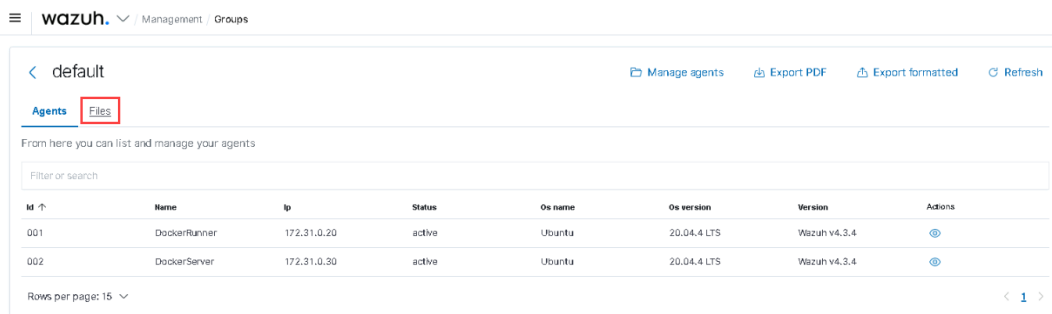 wazuh. / Management / Groups
default
Manage agents Export PDF Export formatted Refresh
Agents Files
From here you can list and manage your agents
Filter or search
Id ↑ Name Ip Status Os name Os version Version Actions
001 DockerRunner 172.31.0.20 active Ubuntu 20.04.4 LTS Wazuh v4.3.4
002 DockerServer 172.31.0.30 active Ubuntu 20.04.4 LTS Wazuh v4.3.4
Rows per page: 15 < 1 >